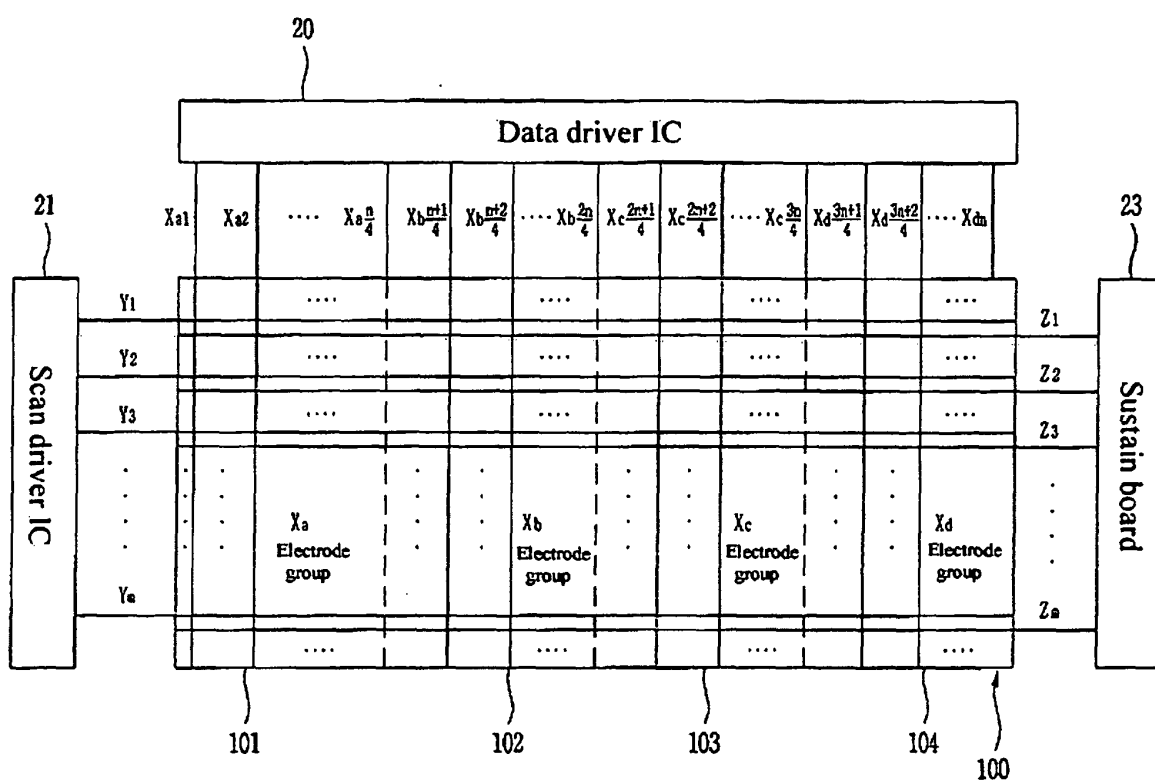 20
Data driver IC
21
Xa1 Xa2 ···· Xa n/4 Xb n+1/4 Xb n+2/4 ···· Xb 2n/4 Xc 2n+1/4 Xc 2n+2/4 ···· Xc 3n/4 Xd 3n+1/4 Xd 3n+2/4 ···· Xdn
23
Scan driver IC
Y1
Y2
Y3
Ym
Z1
Z2
Z3
Zm
Sustain board
Xa
Electrode
group
Xb
Electrode
group
Xc
Electrode
group
Xd
Electrode
group
101
102
103
104
100